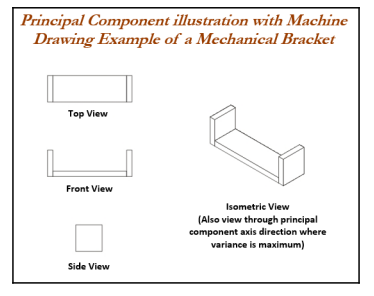 Principal Component illustration with Machine
Drawing Example of a Mechanical Bracket
Top View
Front View
Side View
Isometric View
(Also view through principal
component axis direction where
variance is maximum)